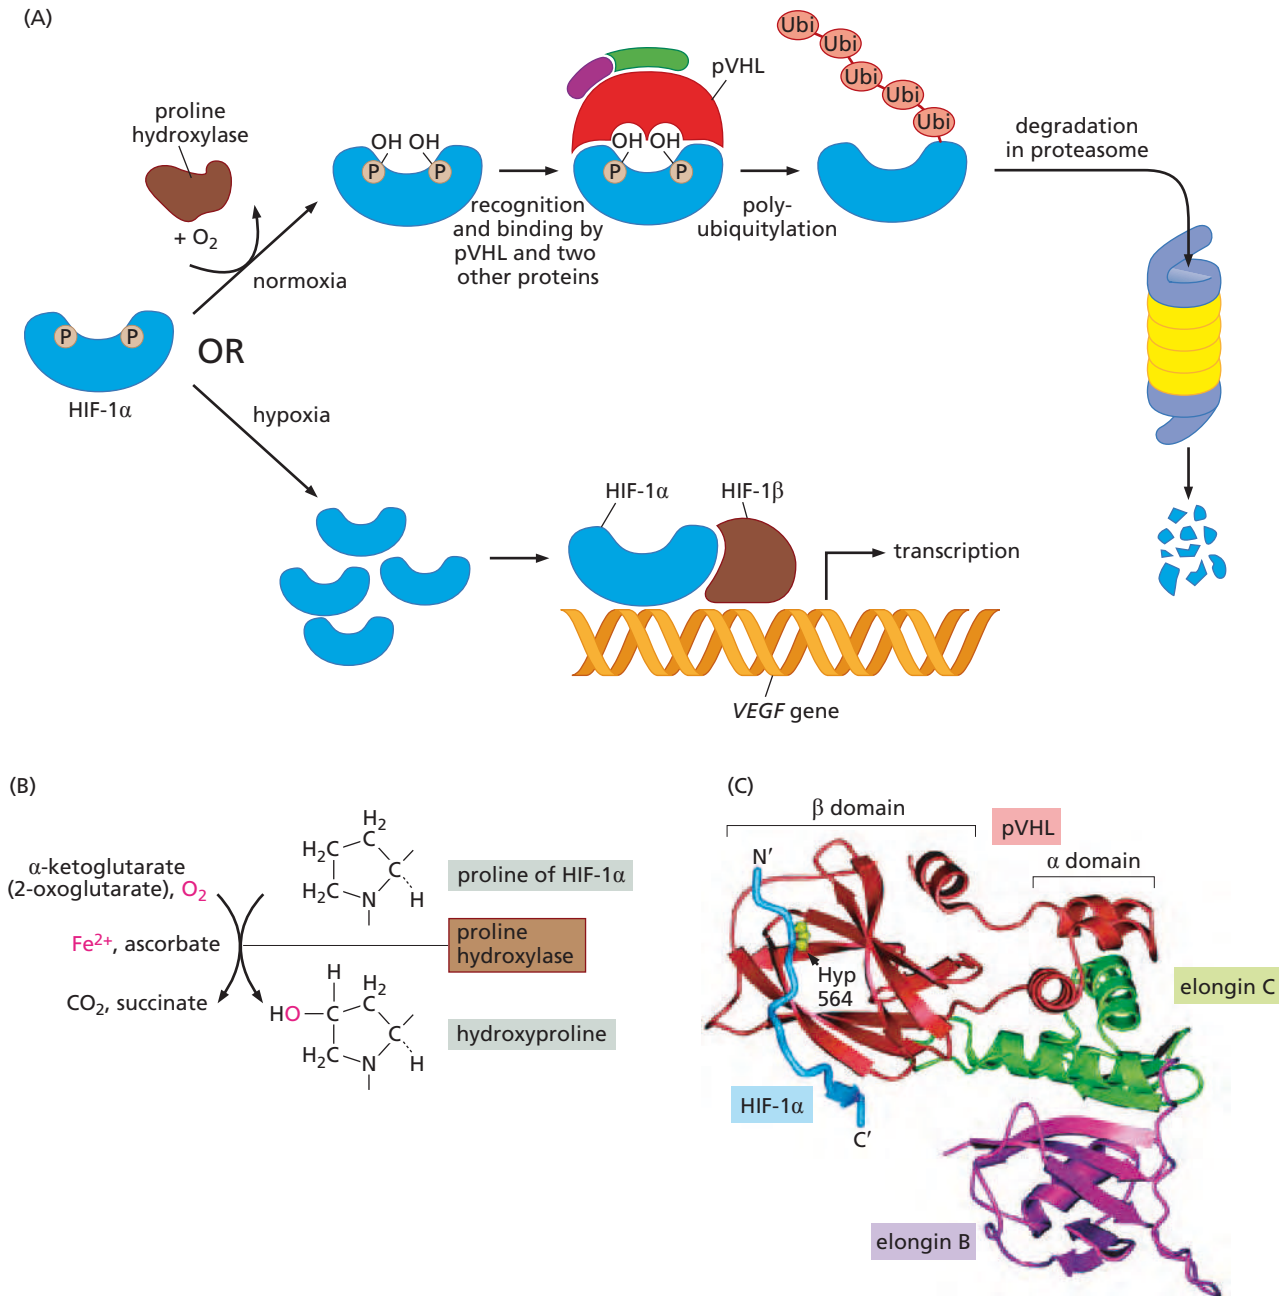 (A)
proline
hydroxylase
+ O2
normoxia
P
P
HIF-1α
OR
hypoxia
OH OH
P
P
recognition
and binding by
pVHL and two
other proteins
pVHL
OH OH
P
P
poly-
ubiquitylation
Ubi
Ubi
Ubi
Ubi
Ubi
degradation
in proteasome
HIF-1α
HIF-1β
transcription
VEGF gene
(B)
α-ketoglutarate
(2-oxoglutarate), O2
Fe2+, ascorbate
CO2, succinate
H2
C
H2C
C
H2C
N
H
proline of HIF-1α
proline
hydroxylase
H
H2
HO
C
C
C
H2C
N
H
hydroxyproline
(C)
β domain
pVHL
α domain
N′
Hyp
564
elongin C
HIF-1α
C′
elongin B